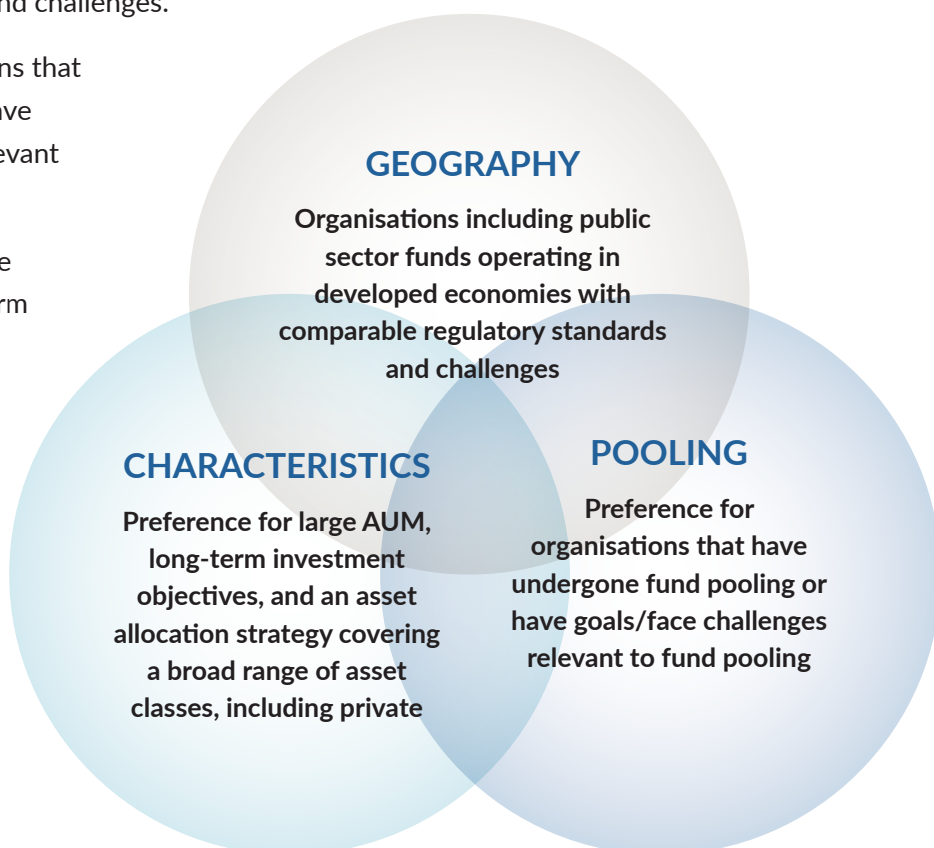 nd challenges.
ns that
ave
evant
e
rm
GEOGRAPHY
Organisations including public
sector funds operating in
developed economies with
comparable regulatory standards
and challenges
CHARACTERISTICS
Preference for large AUM,
long-term investment
objectives, and an asset
allocation strategy covering
a broad range of asset
classes, including private
POOLING
Preference for
organisations that have
undergone fund pooling or
have goals/face challenges
relevant to fund pooling